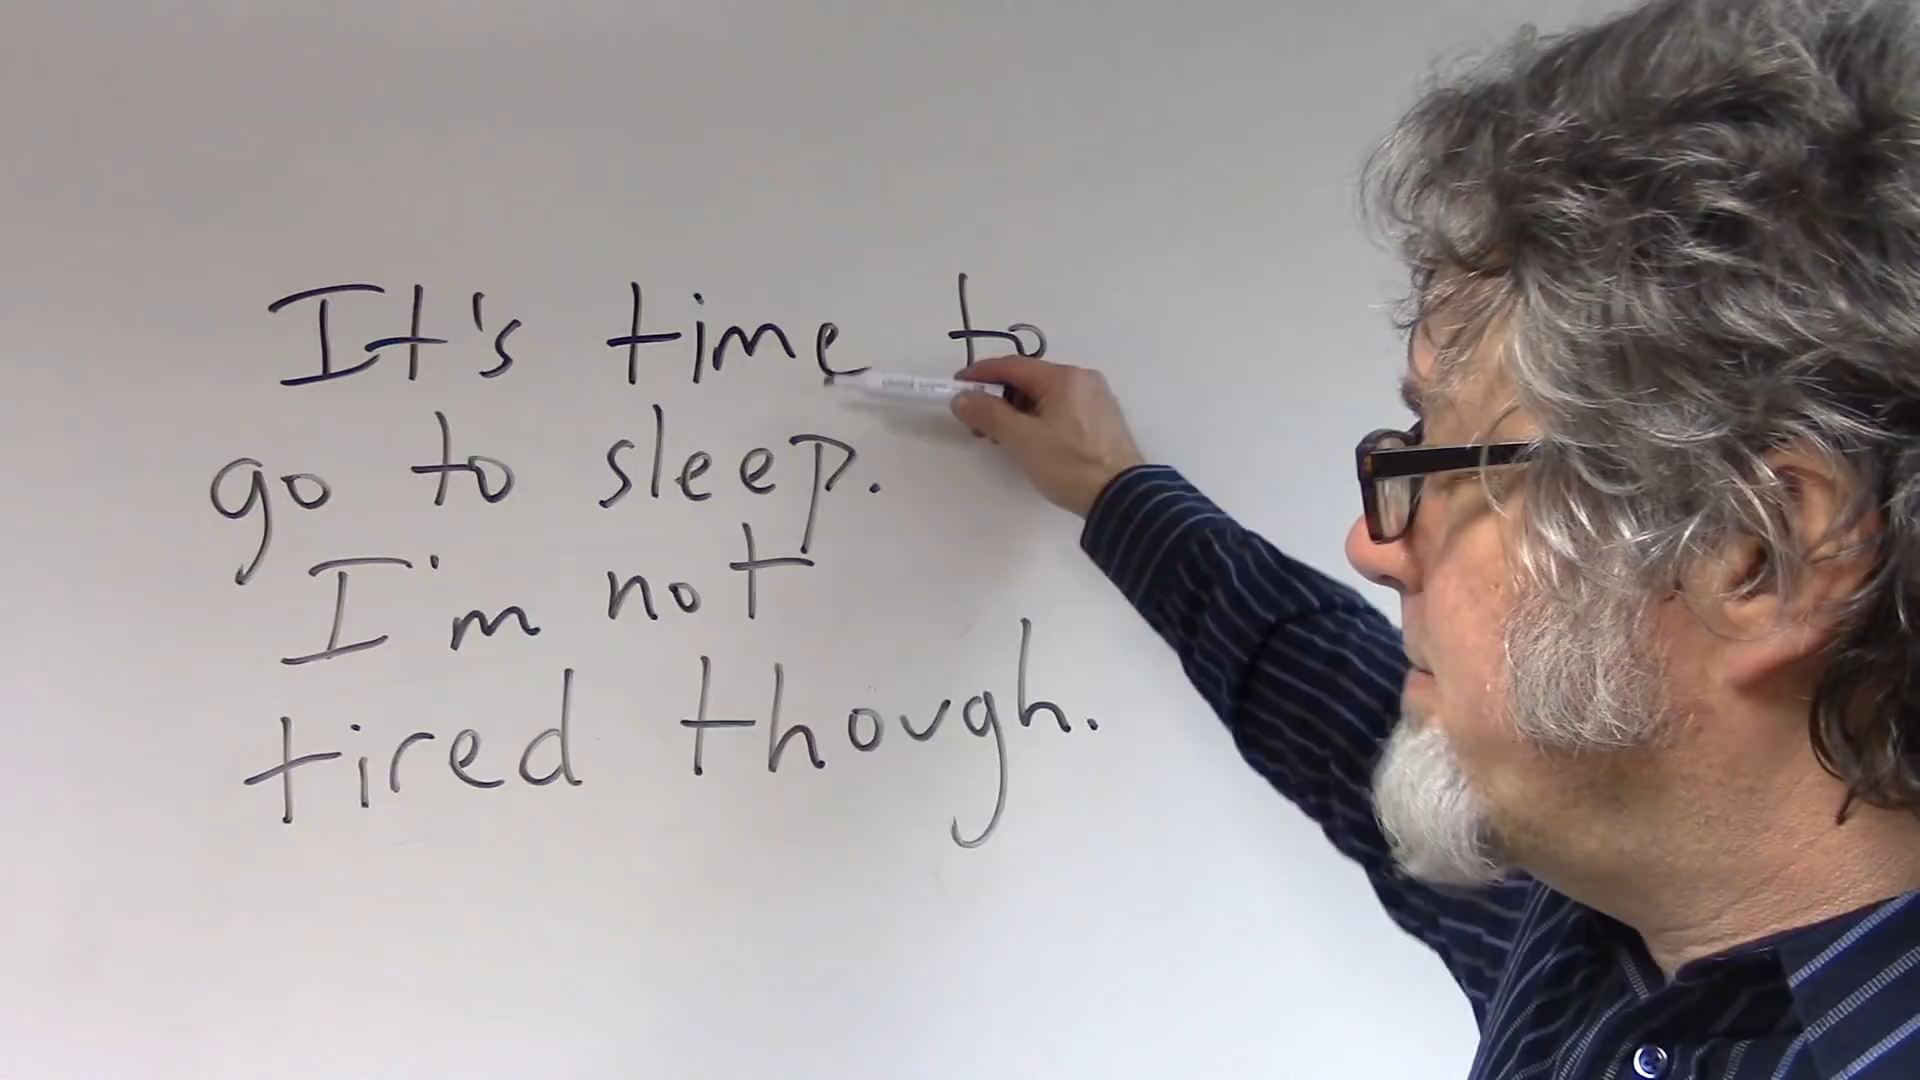 It's time to
go to sleep.
I'm not
tired though.